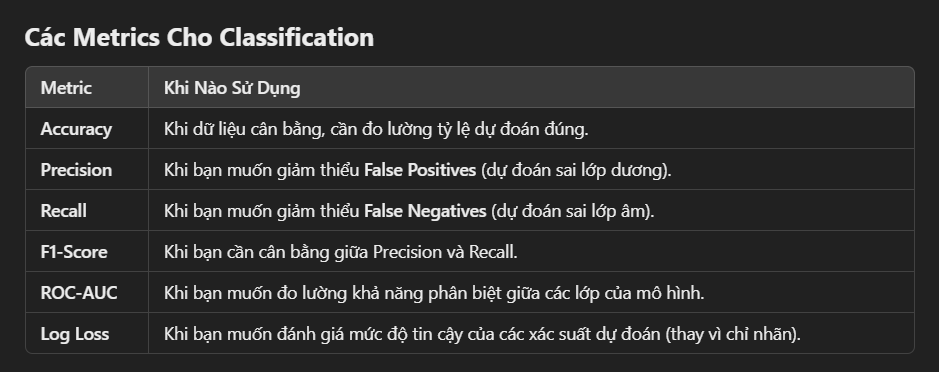 Các Metrics Cho Classification
Metric Khi Nào Sử Dụng
Accuracy Khi dữ liệu cân bằng, cần đo lường tỷ lệ dự đoán đúng.
Precision Khi bạn muốn giảm thiểu False Positives (dự đoán sai lớp dương).
Recall Khi bạn muốn giảm thiểu False Negatives (dự đoán sai lớp âm).
F1-Score Khi bạn cần cân bằng giữa Precision và Recall.
ROC-AUC Khi bạn muốn đo lường khả năng phân biệt giữa các lớp của mô hình.
Log Loss Khi bạn muốn đánh giá mức độ tin cậy của các xác suất dự đoán (thay vì chỉ nhãn).